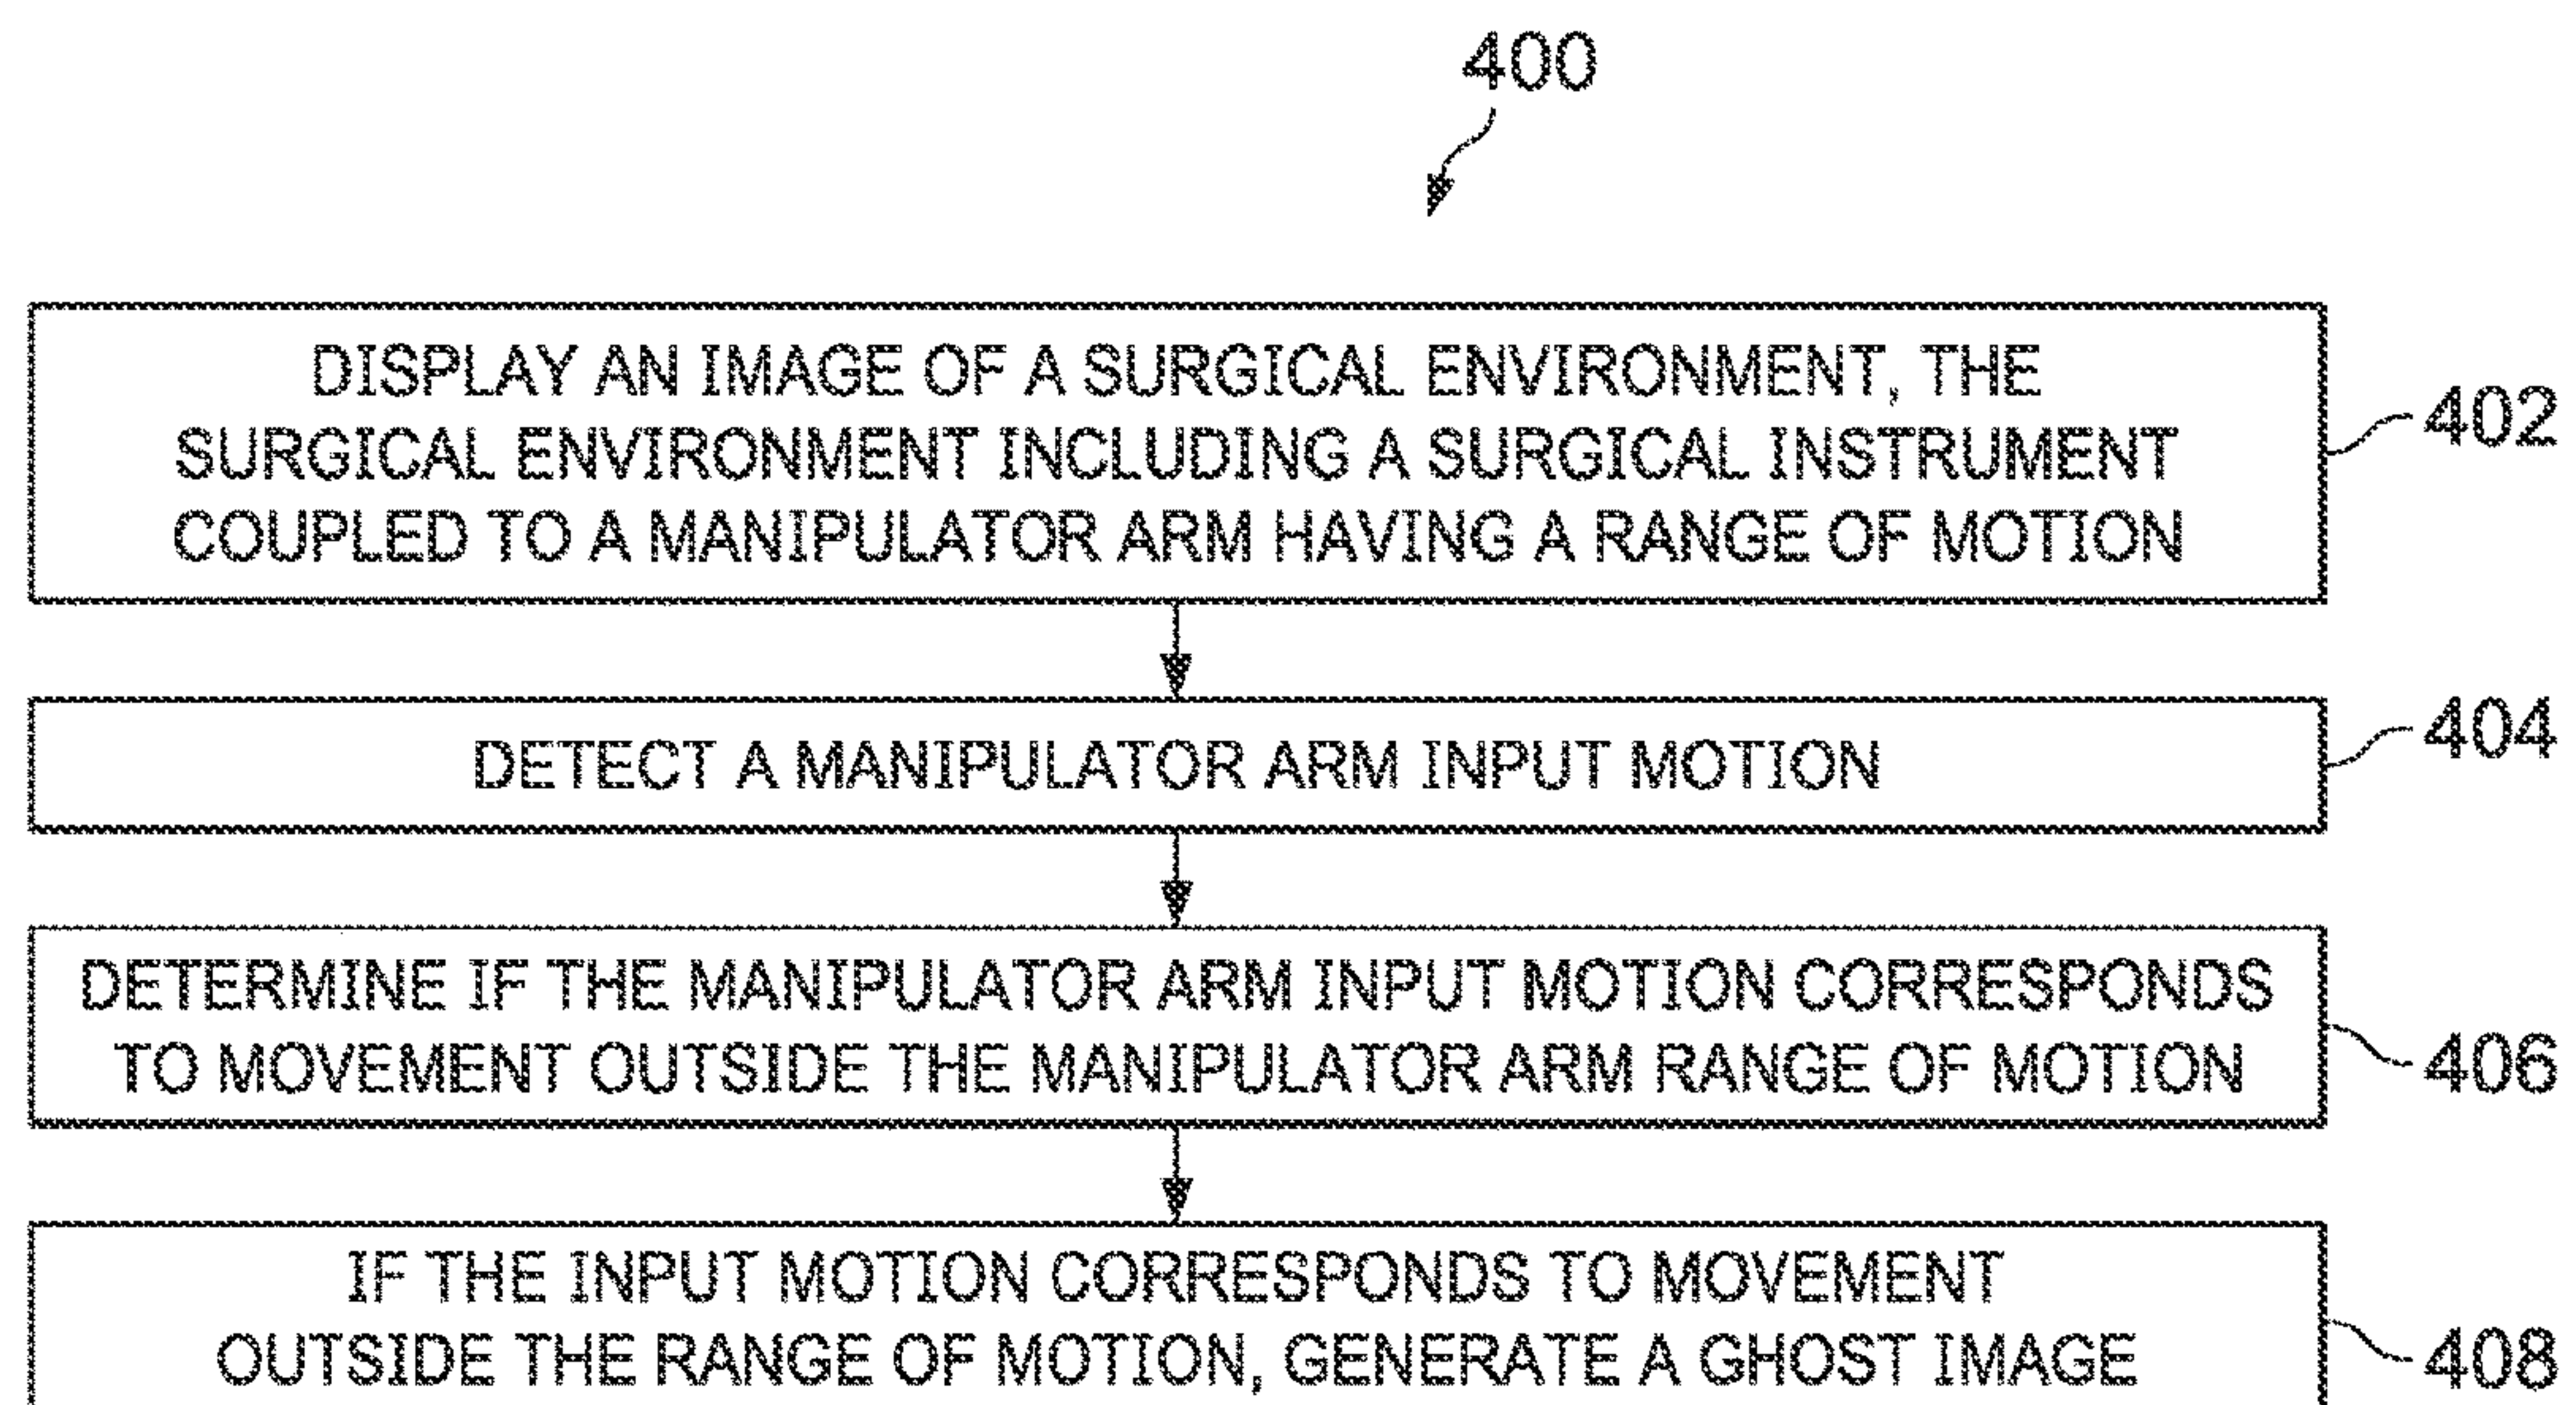 400
DISPLAY AN IMAGE OF A SURGICAL ENVIRONMENT, THE
SURGICAL ENVIRONMENT INCLUDING A SURGICAL INSTRUMENT
COUPLED TO A MANIPULATOR ARM HAVING A RANGE OF MOTION
402
DETECT A MANIPULATOR ARM INPUT MOTION
404
DETERMINE IF THE MANIPULATOR ARM INPUT MOTION CORRESPONDS
TO MOVEMENT OUTSIDE THE MANIPULATOR ARM RANGE OF MOTION
406
IF THE INPUT MOTION CORRESPONDS TO MOVEMENT
OUTSIDE THE RANGE OF MOTION, GENERATE A GHOST IMAGE
408